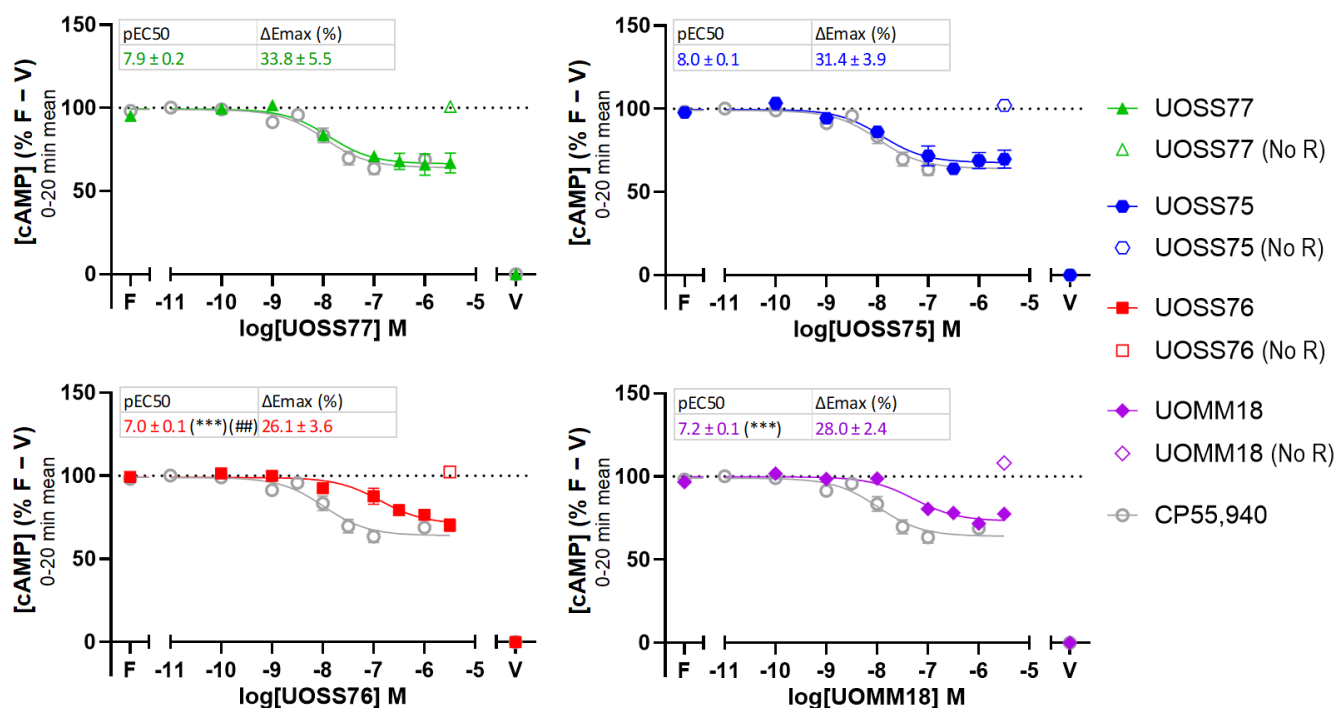 150
100
50
0
[cAMP] (% F – V)
0-20 min mean
pEC50 ΔEmax (%)
7.9 ± 0.2 33.8 ± 5.5
F -11 -10 -9 -8 -7 -6 -5 V
log[UOSS77] M
150
100
50
0
[cAMP] (% F – V)
0-20 min mean
pEC50 ΔEmax (%)
8.0 ± 0.1 31.4 ± 3.9
F -11 -10 -9 -8 -7 -6 -5 V
log[UOSS75] M
150
100
50
0
[cAMP] (% F – V)
0-20 min mean
pEC50 ΔEmax (%)
7.0 ± 0.1 (***)(##) 26.1 ± 3.6
F -11 -10 -9 -8 -7 -6 -5 V
log[UOSS76] M
150
100
50
0
[cAMP] (% F – V)
0-20 min mean
pEC50 ΔEmax (%)
7.2 ± 0.1 (***) 28.0 ± 2.4
F -11 -10 -9 -8 -7 -6 -5 V
log[UOMM18] M
UOSS77
UOSS77 (No R)
UOSS75
UOSS75 (No R)
UOSS76
UOSS76 (No R)
UOMM18
UOMM18 (No R)
CP55,940